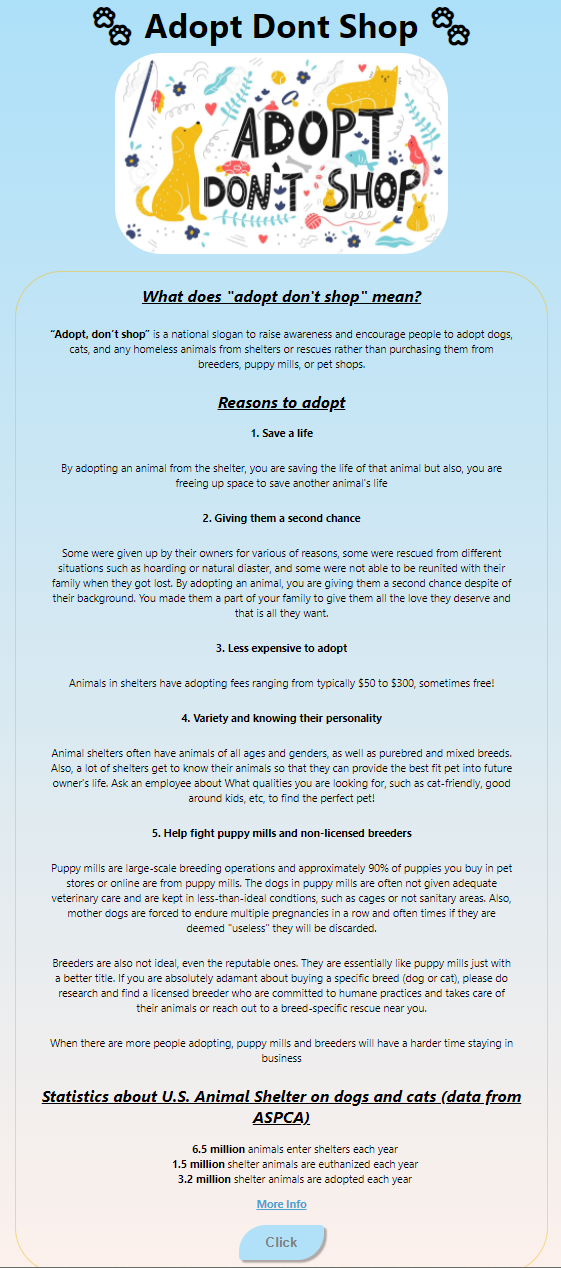 Adopt Dont Shop
ADOPT
DON'T SHOP
What does "adopt don't shop" mean?
“Adopt, don’t shop” is a national slogan to raise awareness and encourage people to adopt dogs,
cats, and any homeless animals from shelters or rescues rather than purchasing them from
breeders, puppy mills, or pet shops.
Reasons to adopt
1. Save a life
By adopting an animal from the shelter, you are saving the life of that animal but also, you are
freeing up space to save another animal's life
2. Giving them a second chance
Some were given up by their owners for various of reasons, some were rescued from different
situations such as hoarding or natural diaster, and some were not able to be reunited with their
family when they got lost. By adopting an animal, you are giving them a second chance despite of
their background. You made them a part of your family to give them all the love they deserve and
that is all they want.
3. Less expensive to adopt
Animals in shelters have adopting fees ranging from typically $50 to $300, sometimes free!
4. Variety and knowing their personality
Animal shelters often have animals of all ages and genders, as well as purebred and mixed breeds.
Also, a lot of shelters get to know their animals so that they can provide the best fit pet into future
owner's life. Ask an employee about What qualities you are looking for, such as cat-friendly, good
around kids, etc, to find the perfect pet!
5. Help fight puppy mills and non-licensed breeders
Puppy mills are large-scale breeding operations and approximately 90% of puppies you buy in pet
stores or online are from puppy mills. The dogs in puppy mills are often not given adequate
veterinary care and are kept in less-than-ideal condtions, such as cages or not sanitary areas. Also,
mother dogs are forced to endure multiple pregnancies in a row and often times if they are
deemed "useless" they will be discarded.
Breeders are also not ideal, even the reputable ones. They are essentially like puppy mills just with
a better title. If you are absolutely adamant about buying a specific breed (dog or cat), please do
research and find a licensed breeder who are committed to humane practices and takes care of
their animals or reach out to a breed-specific rescue near you.
When there are more people adopting, puppy mills and breeders will have a harder time staying in
business
Statistics about U.S. Animal Shelter on dogs and cats (data from
ASPCA)
6.5 million animals enter shelters each year
1.5 million shelter animals are euthanized each year
3.2 million shelter animals are adopted each year
More Info
Click